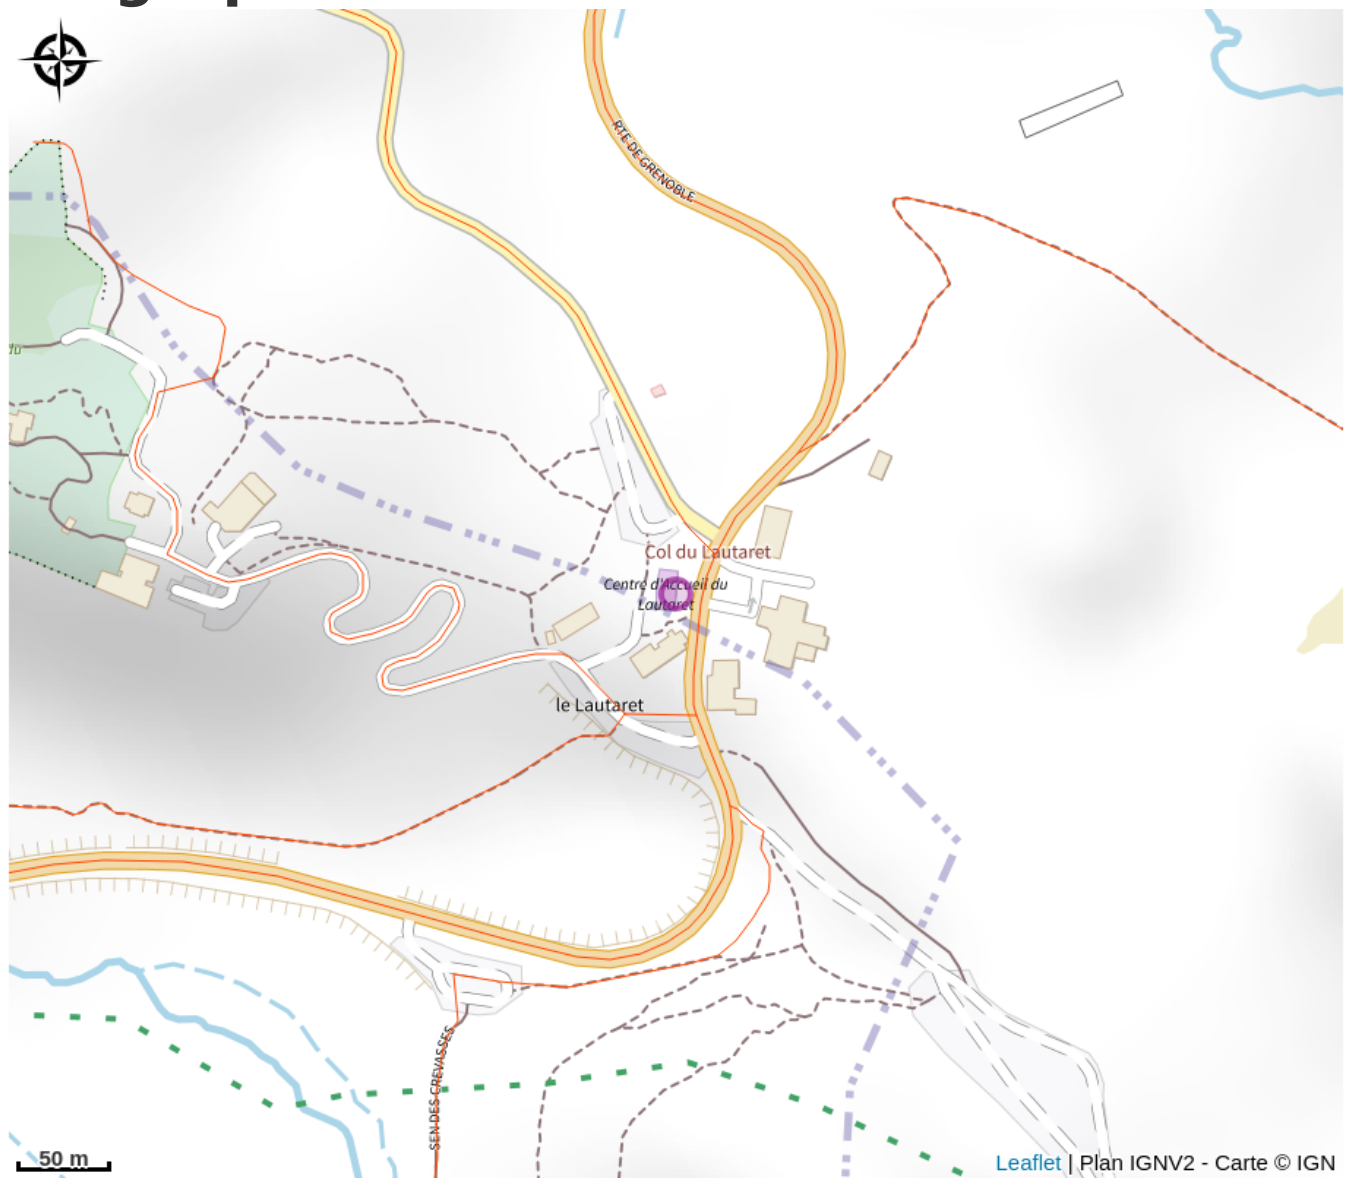 RTE DE GRENOBLE
du
Col du Lautaret
Centre d'Accueil du
Lautaret
le Lautaret
SEN DES CREVASSES
50 m
Leaflet | Plan IGNV2 - Carte © IGN